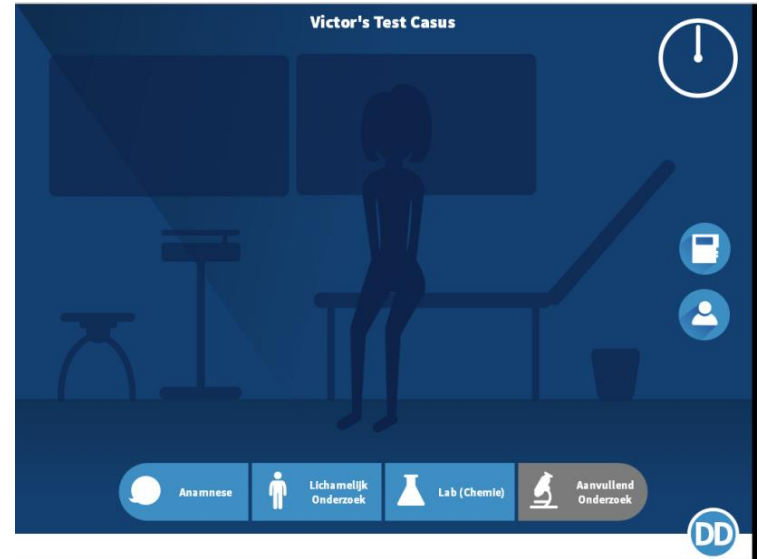 Victor's Test Casus
Anamnese
Lichamelijk
Onderzoek
Lab (Chemie)
Aanvullend
Onderzoek
DD